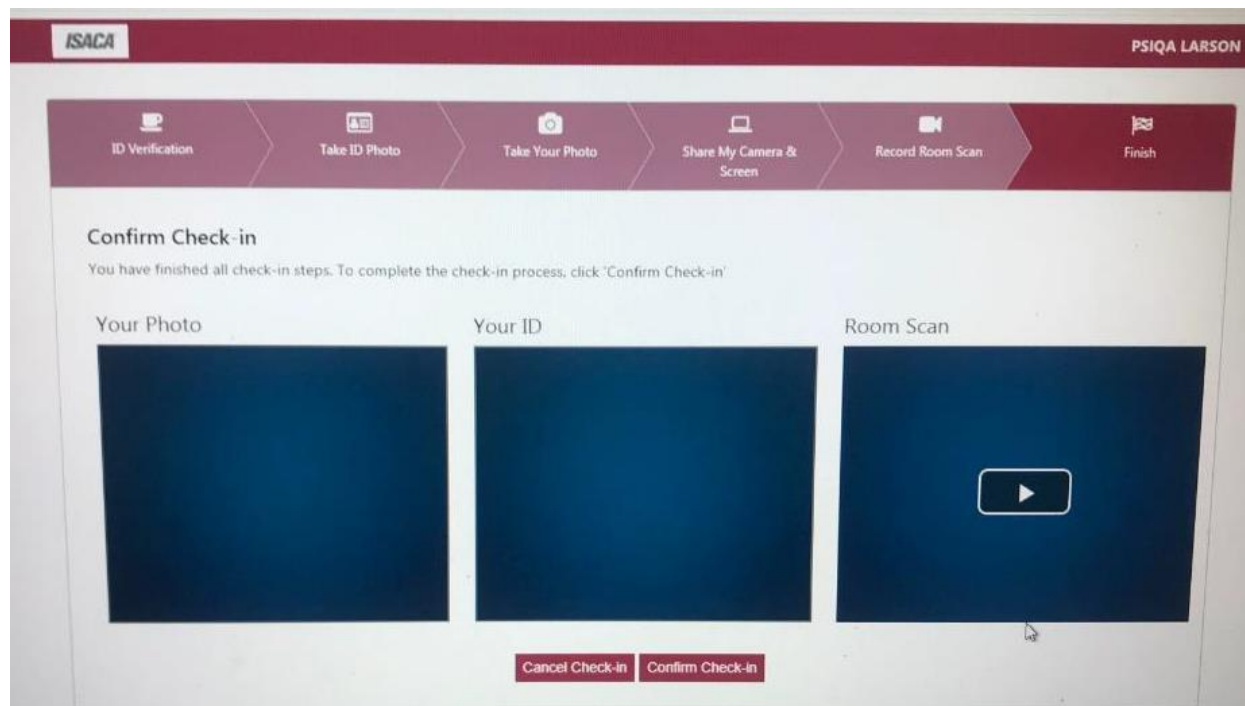 ISACA
PSIQA LARSON
ID Verification
Take ID Photo
Take Your Photo
Share My Camera &
Screen
Record Room Scan
Finish
Confirm Check-in
You have finished all check-in steps. To complete the check-in process, click 'Confirm Check-in'
Your Photo
Your ID
Room Scan
Cancel Check-in
Confirm Check-in